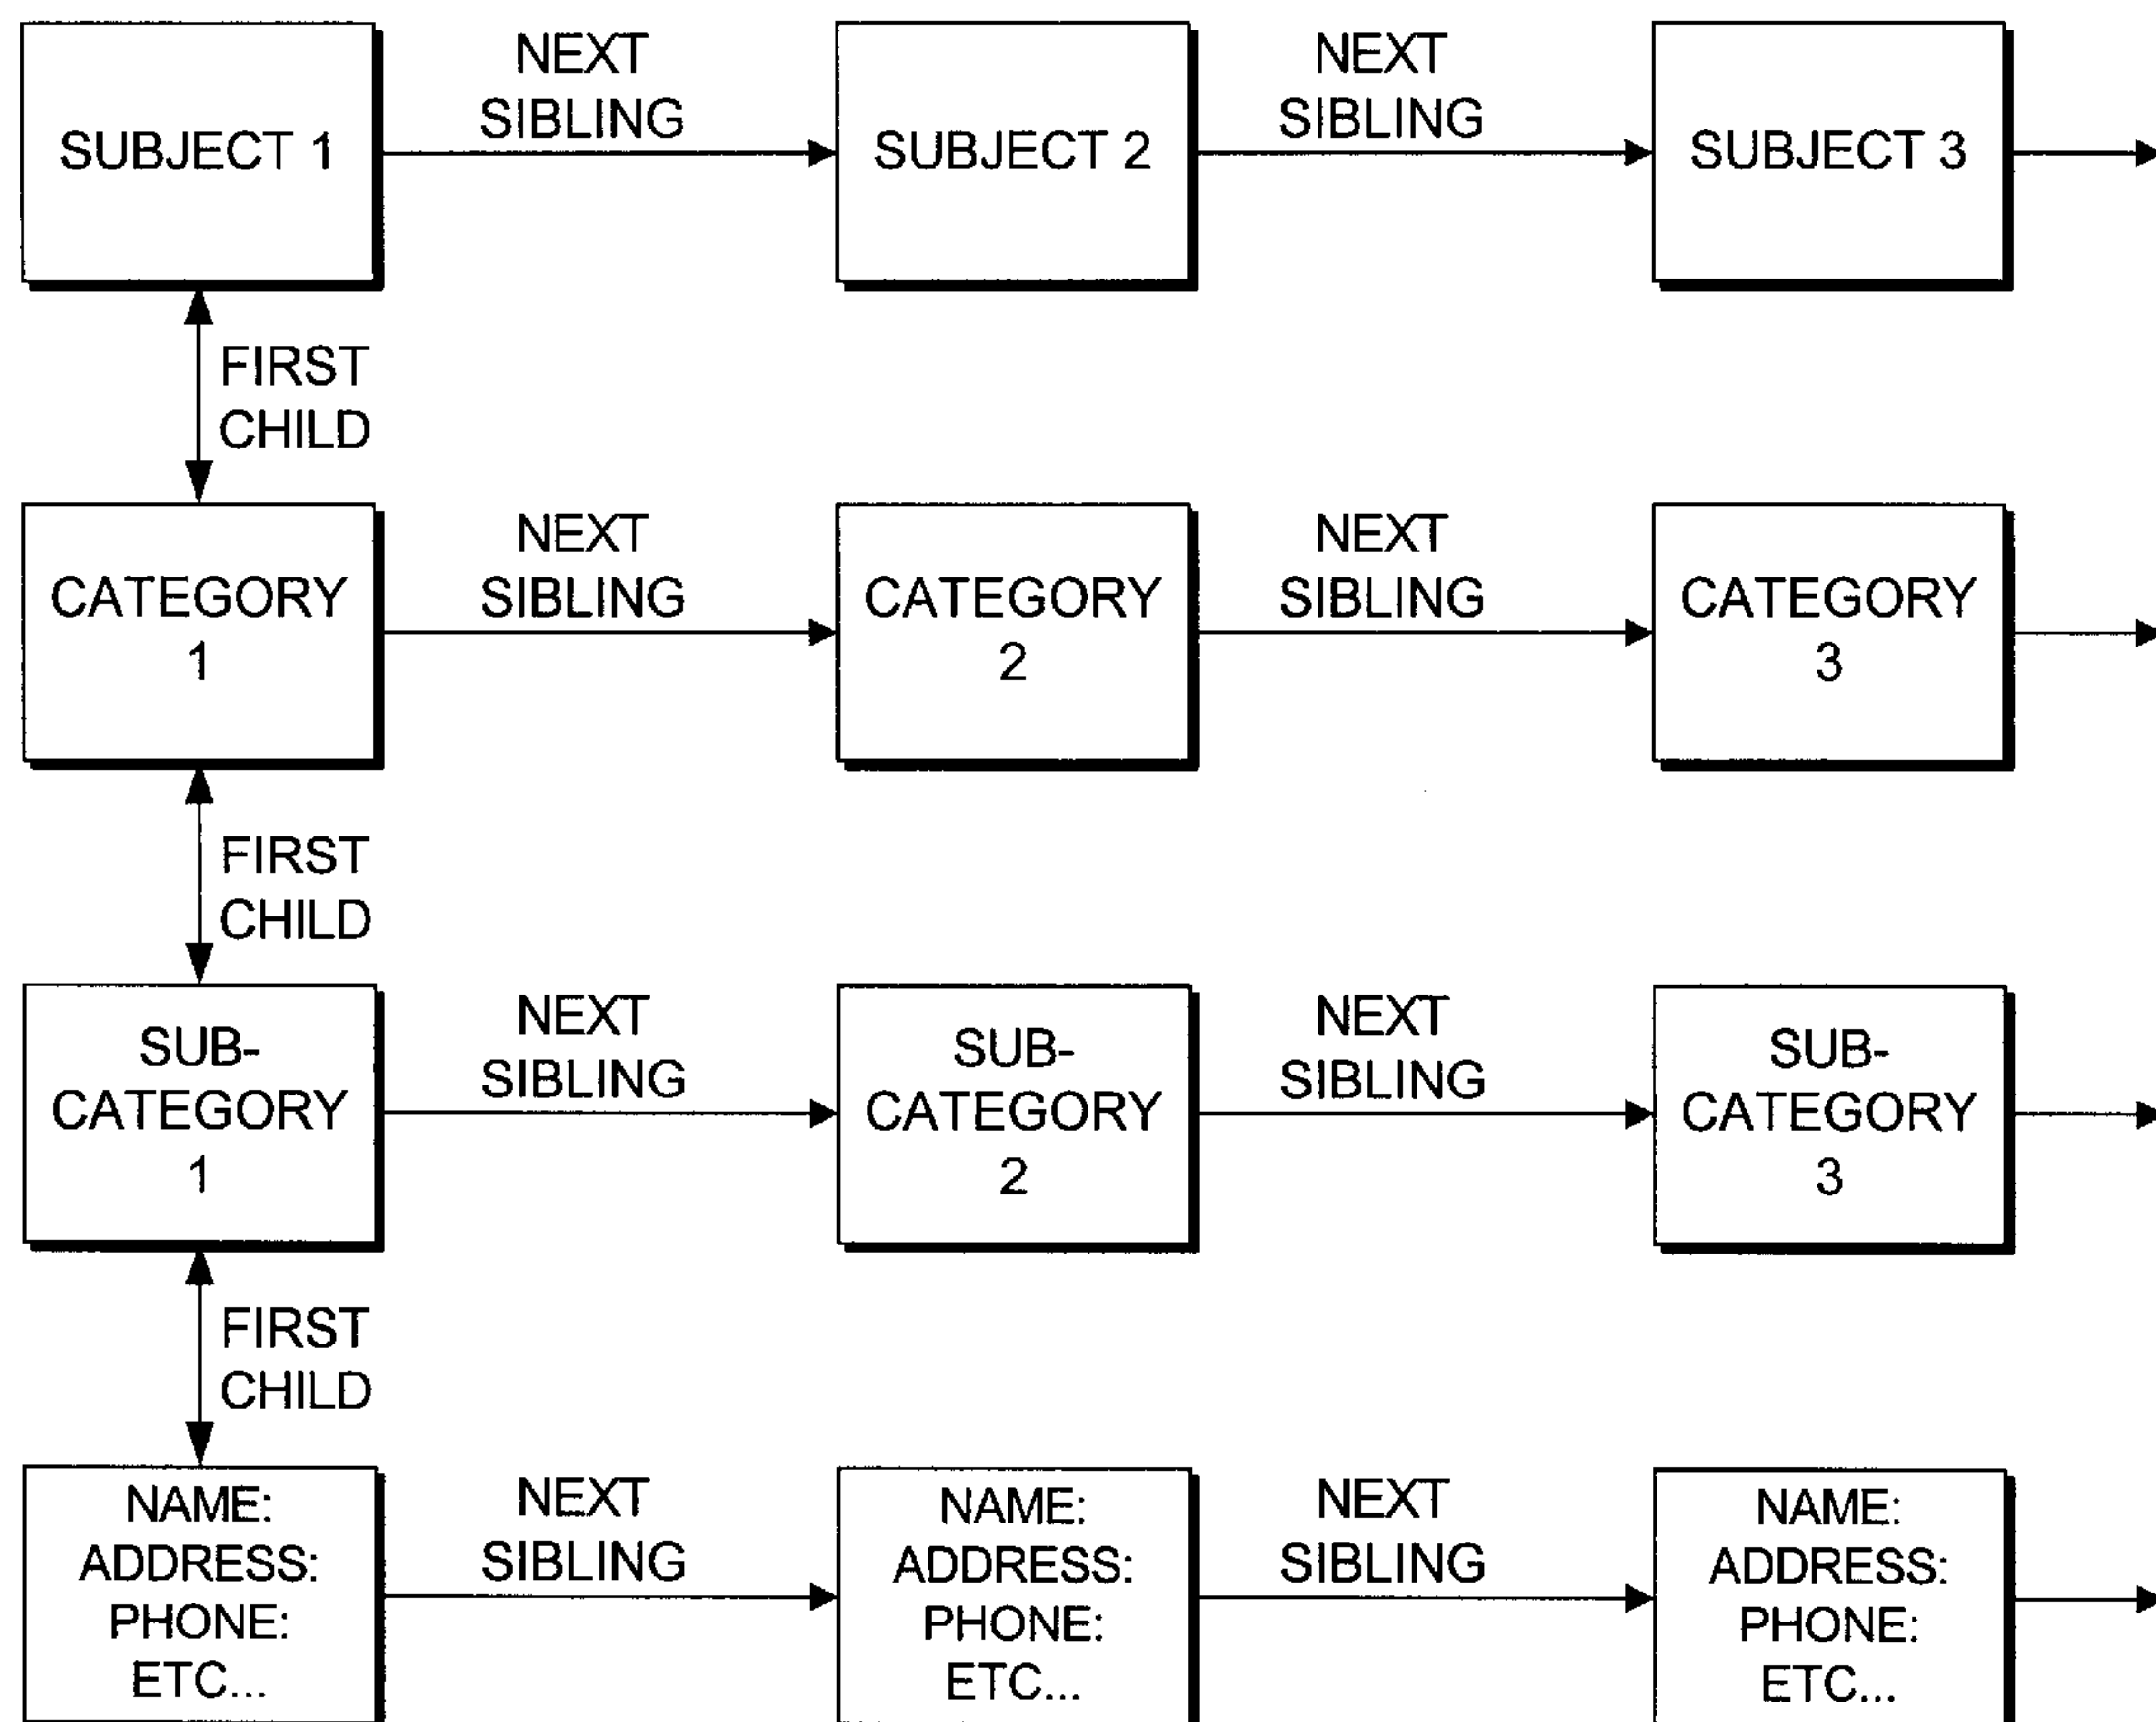 SUBJECT 1
NEXT
SIBLING
SUBJECT 2
NEXT
SIBLING
SUBJECT 3
FIRST
CHILD
CATEGORY
1
NEXT
SIBLING
CATEGORY
2
NEXT
SIBLING
CATEGORY
3
FIRST
CHILD
SUB-
CATEGORY
1
NEXT
SIBLING
SUB-
CATEGORY
2
NEXT
SIBLING
SUB-
CATEGORY
3
FIRST
CHILD
NAME:
ADDRESS:
PHONE:
ETC...
NEXT
SIBLING
NAME:
ADDRESS:
PHONE:
ETC...
NEXT
SIBLING
NAME:
ADDRESS:
PHONE:
ETC...